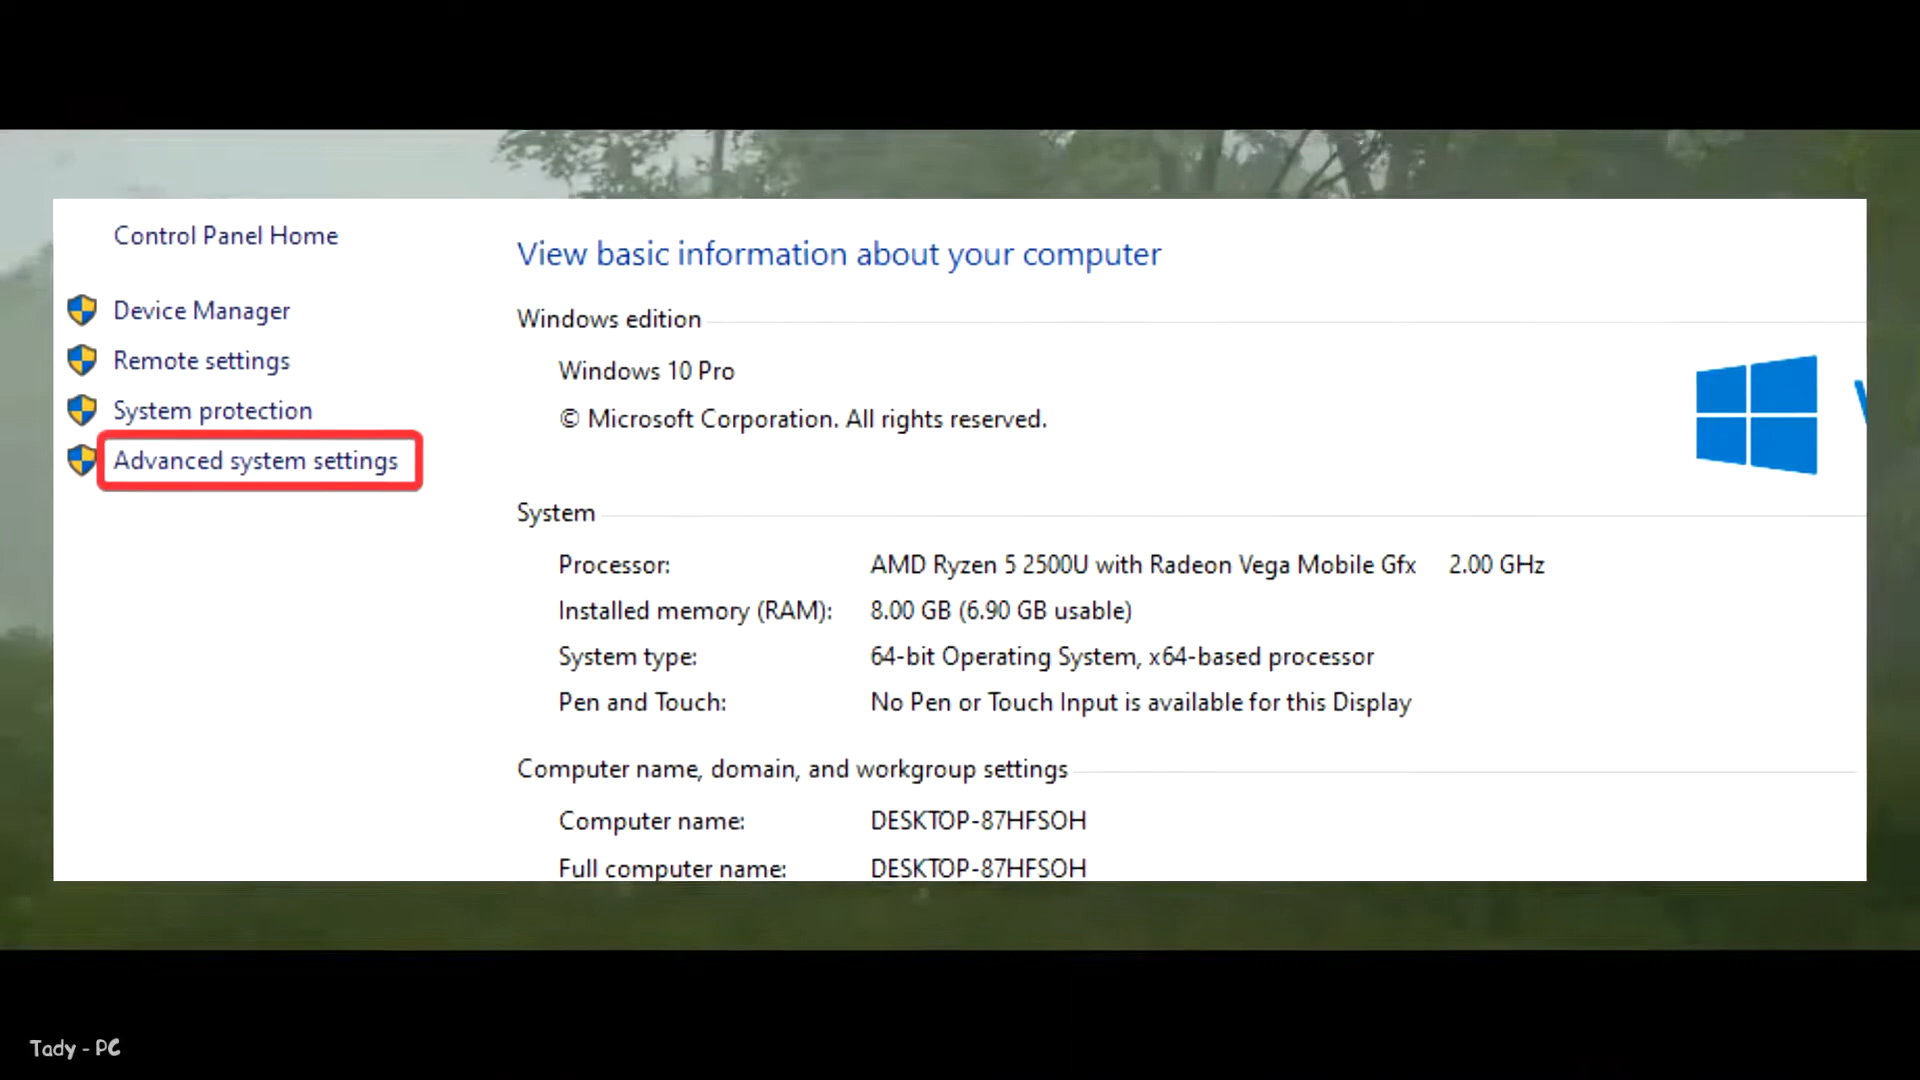 Control Panel Home
Device Manager
Remote settings
System protection
Advanced system settings
View basic information about your computer
Windows edition
Windows 10 Pro
© Microsoft Corporation. All rights reserved.
System
Processor: AMD Ryzen 5 2500U with Radeon Vega Mobile Gfx 2.00 GHz
Installed memory (RAM): 8.00 GB (6.90 GB usable)
System type: 64-bit Operating System, x64-based processor
Pen and Touch: No Pen or Touch Input is available for this Display
Computer name, domain, and workgroup settings
Computer name: DESKTOP-87HFSOH
Full computer name: DESKTOP-87HFSOH
Tady - PC